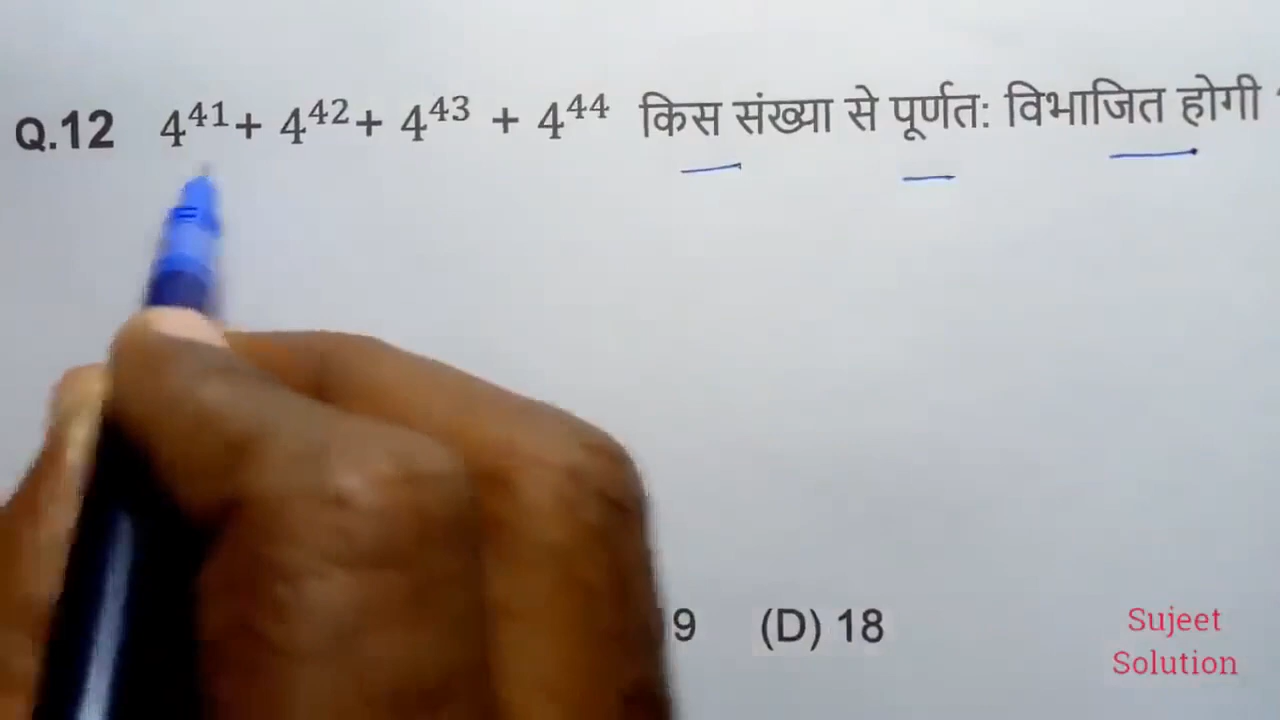 Q.12 4⁴¹+ 4⁴²+ 4⁴³ + 4⁴⁴ किस संख्या से पूर्णत: विभाजित होगी
9 (D) 18
Sujeet
Solution